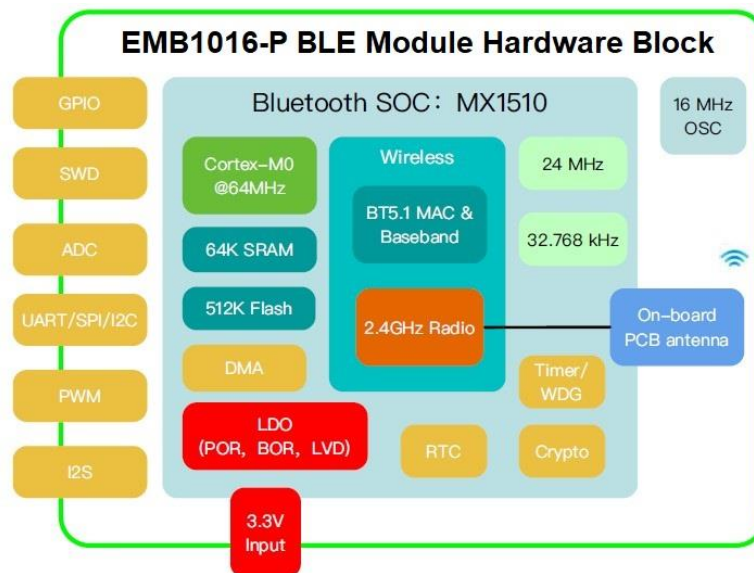 EMB1016-P BLE Module Hardware Block
GPIO
SWD
ADC
UART/SPI/I2C
PWM
I2S
Bluetooth SOC：MX1510
Cortex-M0
@64MHz
64K SRAM
512K Flash
DMA
LDO
(POR，BOR，LVD)
Wireless
BT5.1 MAC &
Baseband
2.4GHz Radio
24 MHz
32.768 kHz
Timer/
WDG
RTC
Crypto
16 MHz
OSC
On-board
PCB antenna
3.3V
Input